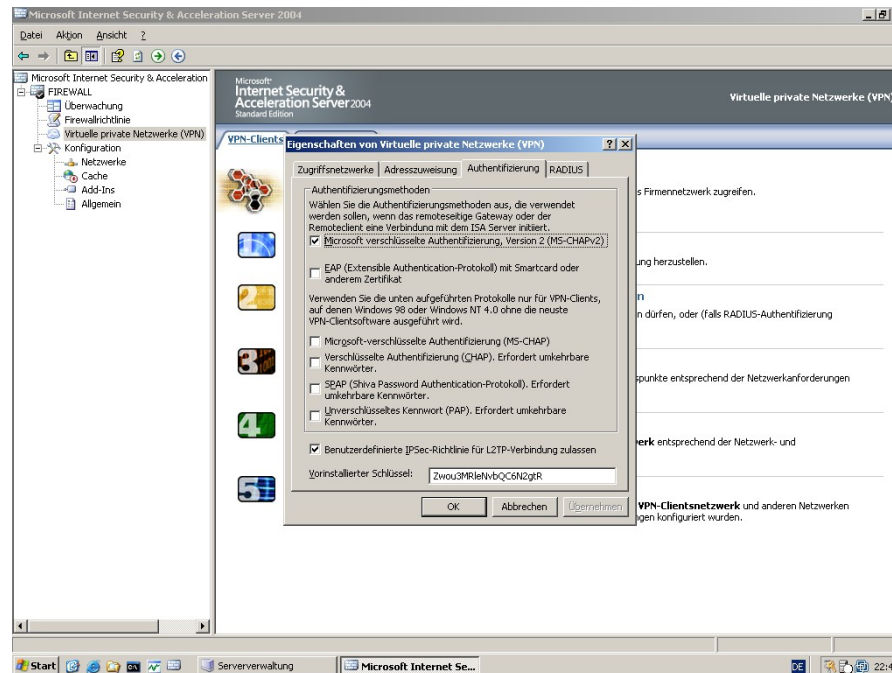 Microsoft Internet Security & Acceleration Server 2004
Datei Aktion Ansicht ?
Microsoft Internet Security & Acceleration
FIREWALL
Überwachung
Firewallrichtlinie
Virtuelle private Netzwerke (VPN)
Konfiguration
Netzwerke
Cache
Add-Ins
Allgemein
Microsoft
Internet Security &
Acceleration Server 2004
Standard Edition
Virtuelle private Netzwerke (VPN)
VPN-Clients
Eigenschaften von Virtuelle private Netzwerke (VPN)
Zugriffsnetzwerke Adresszuweisung Authentifizierung RADIUS
Authentifizierungsmethoden
Wählen Sie die Authentifizierungsmethoden aus, die verwendet
werden sollen, wenn das remoteseitige Gateway oder der
Remoteclient eine Verbindung mit dem ISA Server initiiert.
Microsoft verschlüsselte Authentifizierung, Version 2 (MS-CHAPv2)
EAP (Extensible Authentication-Protokoll) mit Smartcard oder
anderem Zertifikat
Verwenden Sie die unten aufgeführten Protokolle nur für VPN-Clients,
auf denen Windows 98 oder Windows NT 4.0 ohne die neuste
VPN-Clientsoftware ausgeführt wird.
Microsoft-verschlüsselte Authentifizierung (MS-CHAP)
Verschlüsselte Authentifizierung (CHAP). Erfordert umkehrbare
Kennwörter.
SPAP (Shiva Password Authentication-Protokoll). Erfordert
umkehrbare Kennwörter.
Unverschlüsseltes Kennwort (PAP). Erfordert umkehrbare
Kennwörter.
Benutzerdefinierte IPSec-Richtlinie für L2TP-Verbindung zulassen
Vorinstallierter Schlüssel: Zwou3MRleNvbQC6N2gtR
OK Abbrechen Übernehmen
s Firmennetzwerk zugreifen.
ung herzustellen.
n
n dürfen, oder (falls RADIUS-Authentifizierung
spunkte entsprechend der Netzwerkanforderungen
erk entsprechend der Netzwerk- und
VPN-Clientsnetzwerk und anderen Netzwerken
ngen konfiguriert wurden.
2
3
4
5
Start Serververwaltung Microsoft Internet Se... DE 22:4